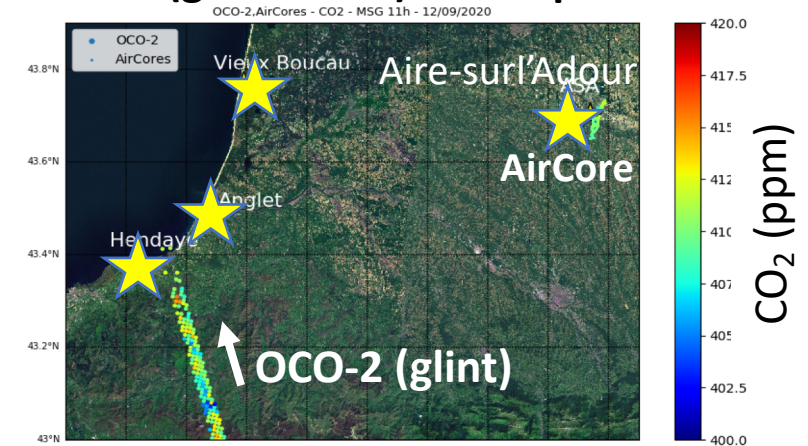 OCO-2,AirCores - CO2 - MSG 11h - 12/09/2020
OCO-2
AirCores
Vieux Boucau
Aire-surl'Adour
ASA
AirCore
Anglet
Hendaye
OCO-2 (glint)
43.8°N
43.6°N
43.4°N
43.2°N
43°N
420.0
417.5
415
412
410
407
405
402.5
400.0
CO₂ (ppm)